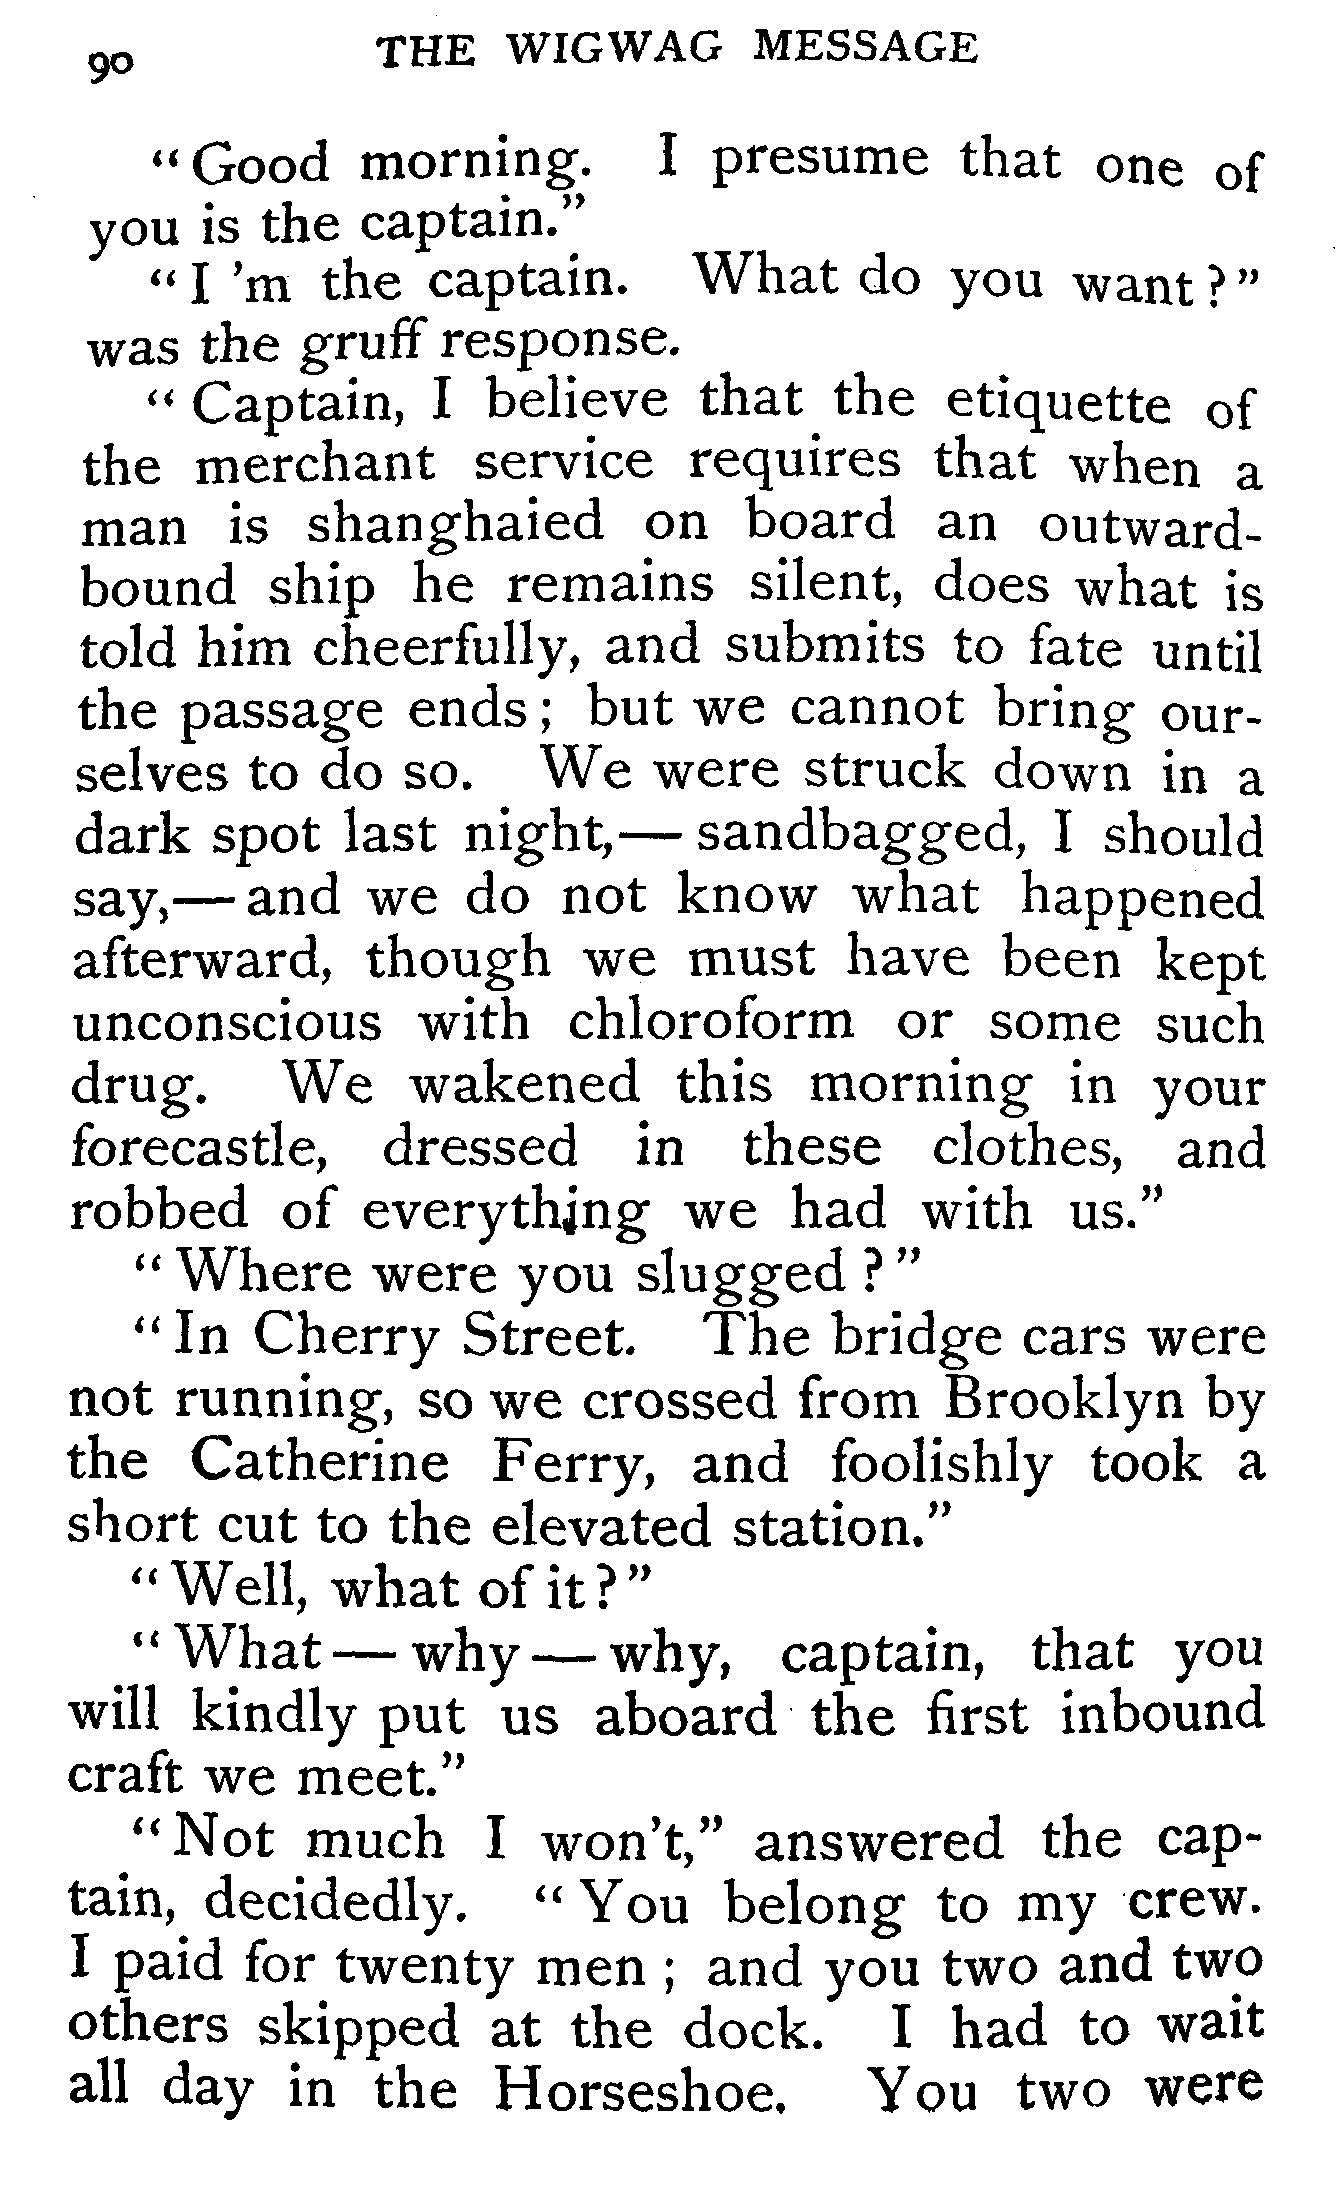 90 THE WIGWAG MESSAGE
“Good morning. I presume that one of
you is the captain.”
“I 'm the captain. What do you want?”
was the gruff response.
“Captain, I believe that the etiquette of
the merchant service requires that when a
man is shanghaied on board an outward-
bound ship he remains silent, does what is
told him cheerfully, and submits to fate until
the passage ends; but we cannot bring our-
selves to do so. We were struck down in a
dark spot last night,— sandbagged, I should
say,— and we do not know what happened
afterward, though we must have been kept
unconscious with chloroform or some such
drug. We wakened this morning in your
forecastle, dressed in these clothes, and
robbed of everything we had with us.”
“Where were you slugged?”
“In Cherry Street. The bridge cars were
not running, so we crossed from Brooklyn by
the Catherine Ferry, and foolishly took a
short cut to the elevated station.”
“Well, what of it?”
“What — why — why, captain, that you
will kindly put us aboard the first inbound
craft we meet.”
“Not much I won't,” answered the cap-
tain, decidedly. “You belong to my crew.
I paid for twenty men; and you two and two
others skipped at the dock. I had to wait
all day in the Horseshoe. You two were